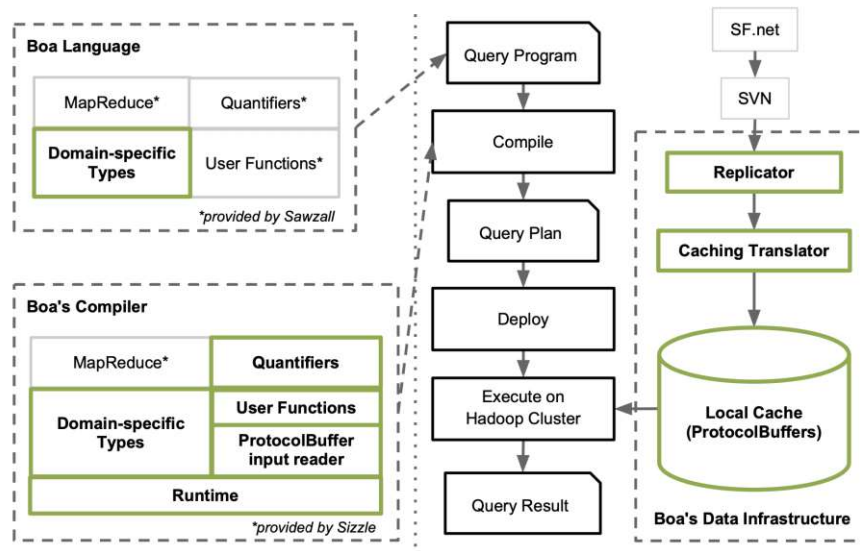 Boa Language
MapReduce*
Quantifiers*
Domain-specific
Types
User Functions*
*provided by Sawzall
Boa's Compiler
MapReduce*
Quantifiers
Domain-specific
Types
User Functions
ProtocolBuffer
input reader
Runtime
*provided by Sizzle
Query Program
Compile
Query Plan
Deploy
Execute on
Hadoop Cluster
Query Result
SF.net
SVN
Replicator
Caching Translator
Local Cache
(ProtocolBuffers)
Boa's Data Infrastructure